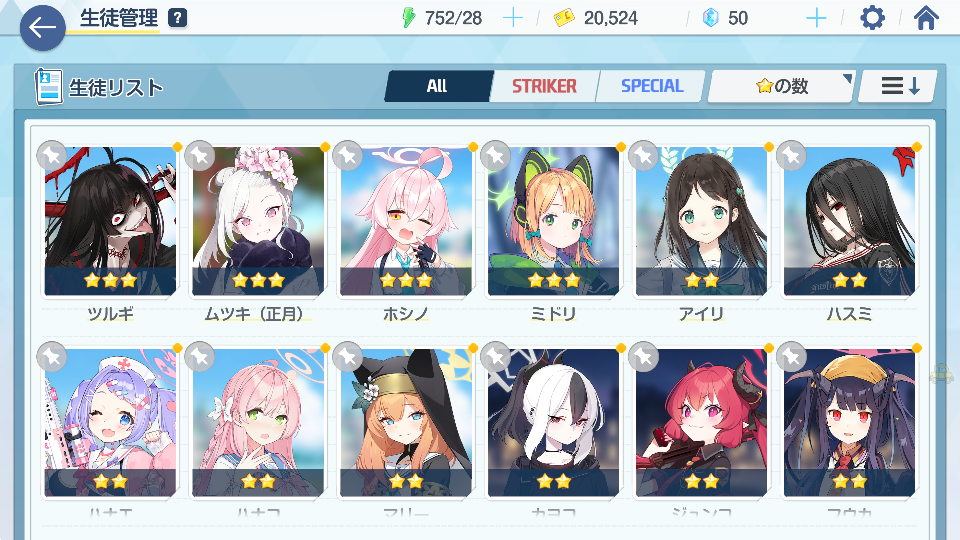 生徒管理 ?
752/28
20,524
50
生徒リスト
All
STRIKER
SPECIAL
の数
ツルギ
ムツキ（正月）
ホシノ
ミドリ
アイリ
ハスミ
ハナエ
ハナコ
マリー
カヨコ
ジュンコ
フウカ